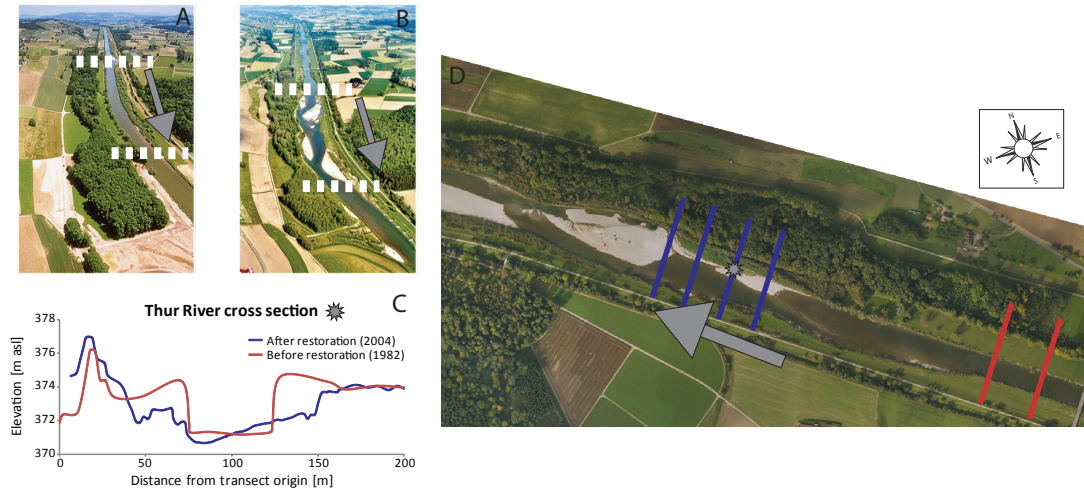 A
B
D
N
E
W
S
Thur River cross section
C
After restoration (2004)
Before restoration (1982)
Elevation [m asl]
378
376
374
372
370
0
50
100
150
200
Distance from transect origin [m]